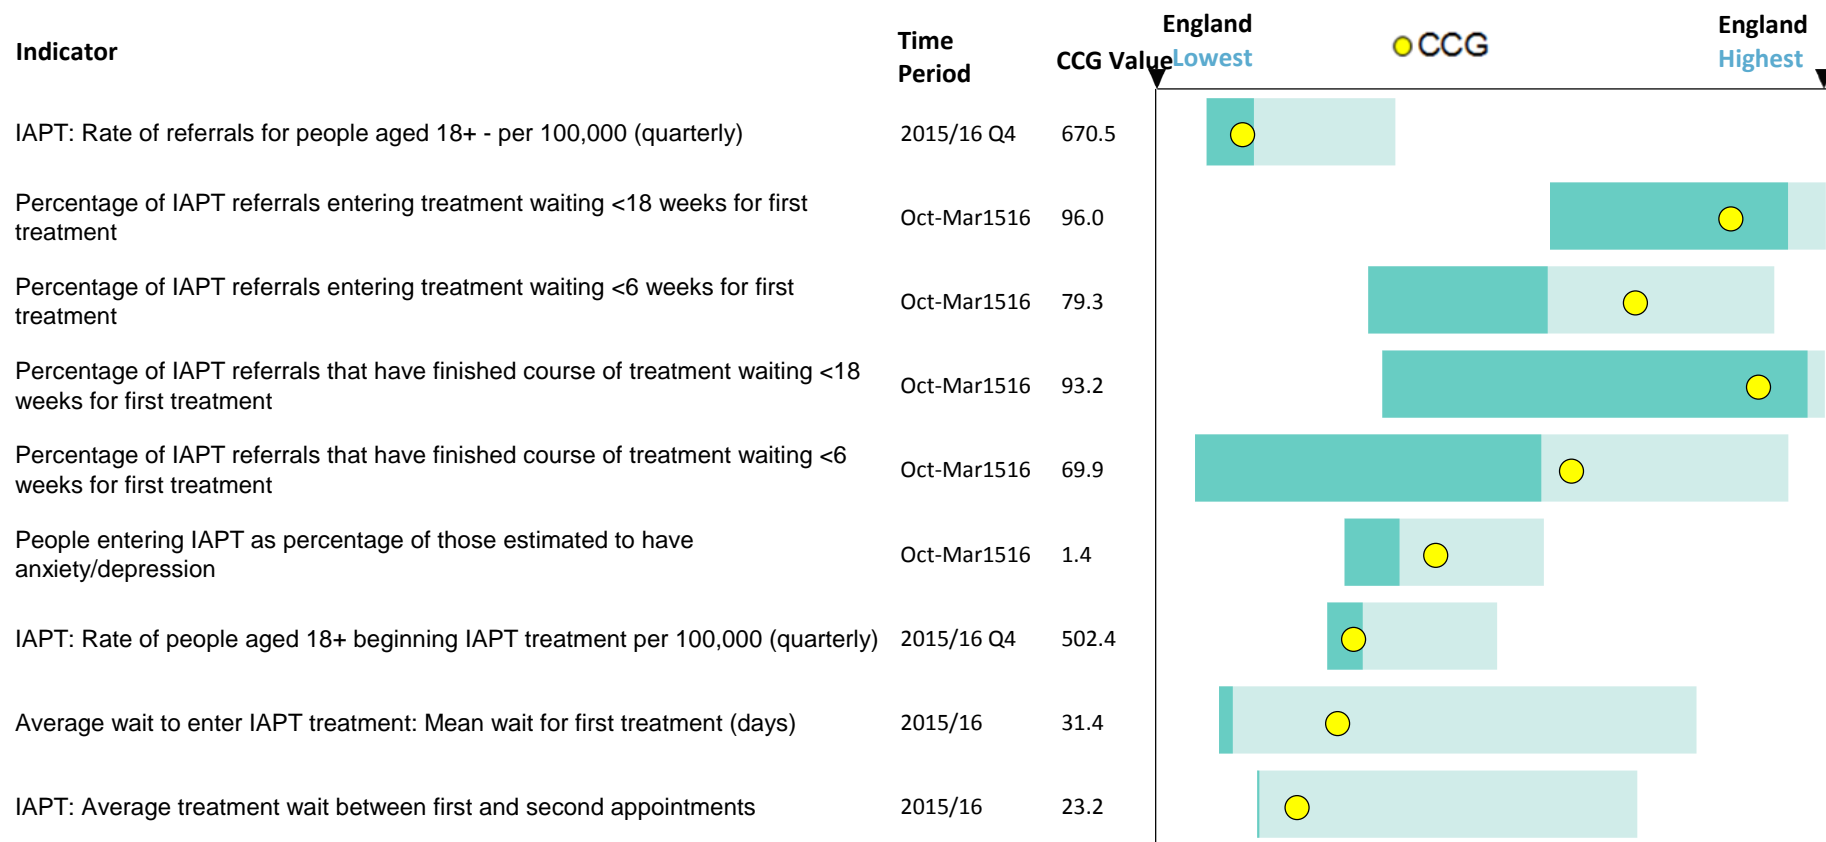 Indicator
Time
Period
CCG Value
England
Lowest
CCG
England
Highest
IAPT: Rate of referrals for people aged 18+ - per 100,000 (quarterly) 2015/16 Q4 670.5
Percentage of IAPT referrals entering treatment waiting <18 weeks for first
treatment
Oct-Mar1516 96.0
Percentage of IAPT referrals entering treatment waiting <6 weeks for first
treatment
Oct-Mar1516 79.3
Percentage of IAPT referrals that have finished course of treatment waiting <18
weeks for first treatment
Oct-Mar1516 93.2
Percentage of IAPT referrals that have finished course of treatment waiting <6
weeks for first treatment
Oct-Mar1516 69.9
People entering IAPT as percentage of those estimated to have
anxiety/depression
Oct-Mar1516 1.4
IAPT: Rate of people aged 18+ beginning IAPT treatment per 100,000 (quarterly) 2015/16 Q4 502.4
Average wait to enter IAPT treatment: Mean wait for first treatment (days) 2015/16 31.4
IAPT: Average treatment wait between first and second appointments 2015/16 23.2